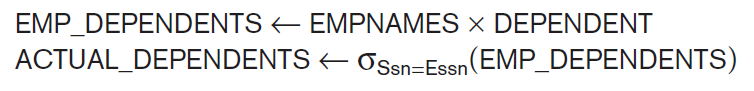 EMP_DEPENDENTS ← EMPNAMES × DEPENDENT
ACTUAL_DEPENDENTS ← σSsn=Essn(EMP_DEPENDENTS)